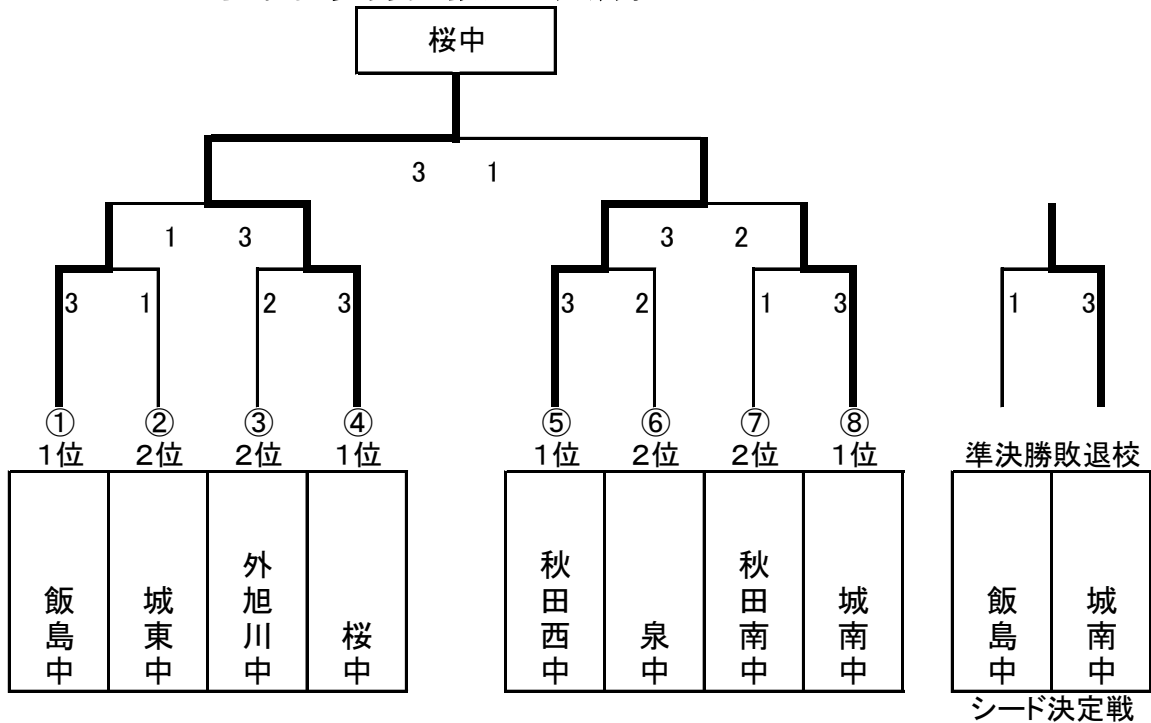 桜中
3 1
1 3
3 2
3 1 2 3
3 2 1 3
1 3
① ② ③ ④ ⑤ ⑥ ⑦ ⑧
1位 2位 2位 1位 1位 2位 2位 1位 準決勝敗退校
飯島中
城東中
外旭川中
桜中
秋田西中
泉中
秋田南中
城南中
飯島中
城南中
シード決定戦